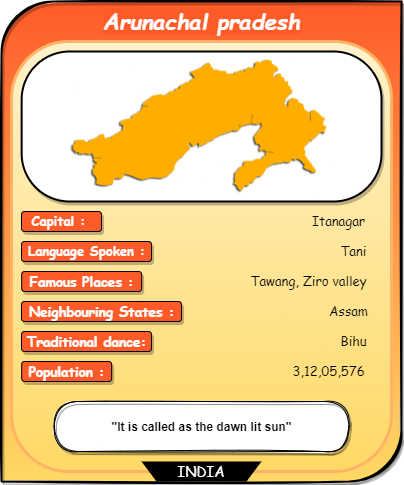 Arunachal pradesh
Capital : Itanagar
Language Spoken : Tani
Famous Places : Tawang, Ziro valley
Neighbouring States : Assam
Traditional dance: Bihu
Population : 3,12,05,576
"It is called as the dawn lit sun"
INDIA